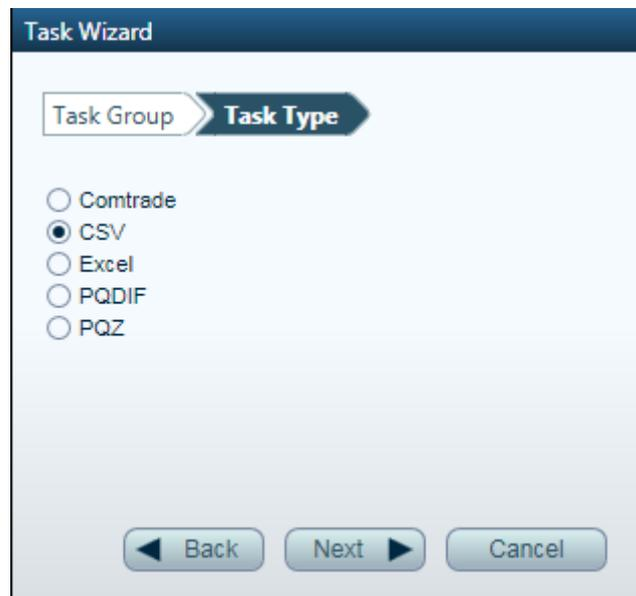 Task Wizard
Task Group Task Type
Comtrade
CSV
Excel
PQDIF
PQZ
Back Next Cancel